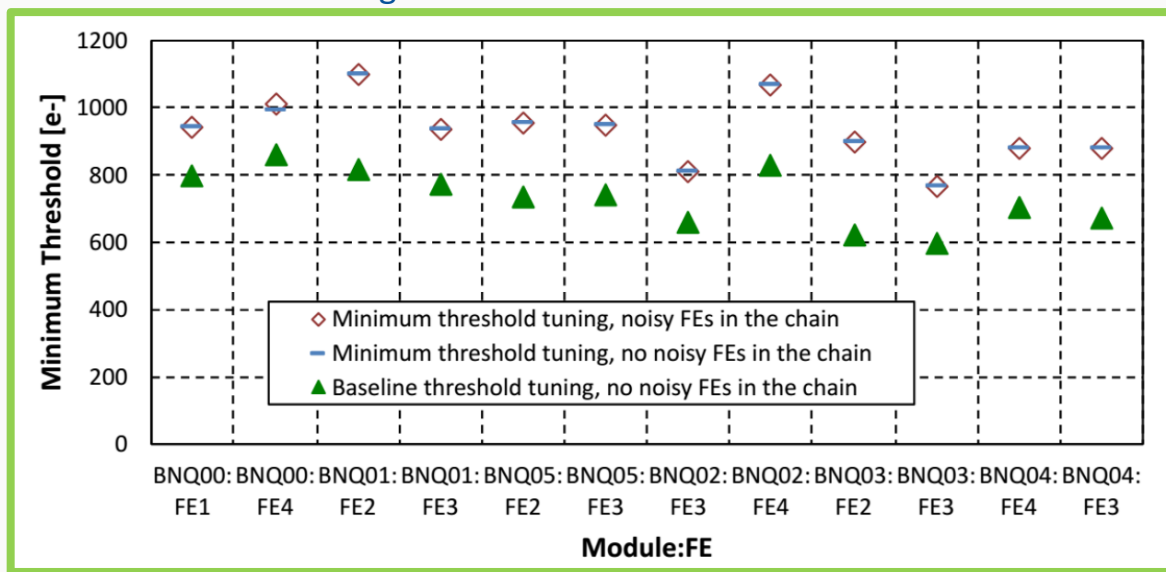 1200
1000
800
600
400
200
0
Minimum Threshold [e-]
Minimum threshold tuning, noisy FEs in the chain
Minimum threshold tuning, no noisy FEs in the chain
Baseline threshold tuning, no noisy FEs in the chain
BNQ00: BNQ00: BNQ01: BNQ01: BNQ05: BNQ05: BNQ02: BNQ02: BNQ03: BNQ03: BNQ04: BNQ04:
FE1 FE4 FE2 FE3 FE2 FE3 FE3 FE4 FE2 FE3 FE4 FE3
Module:FE